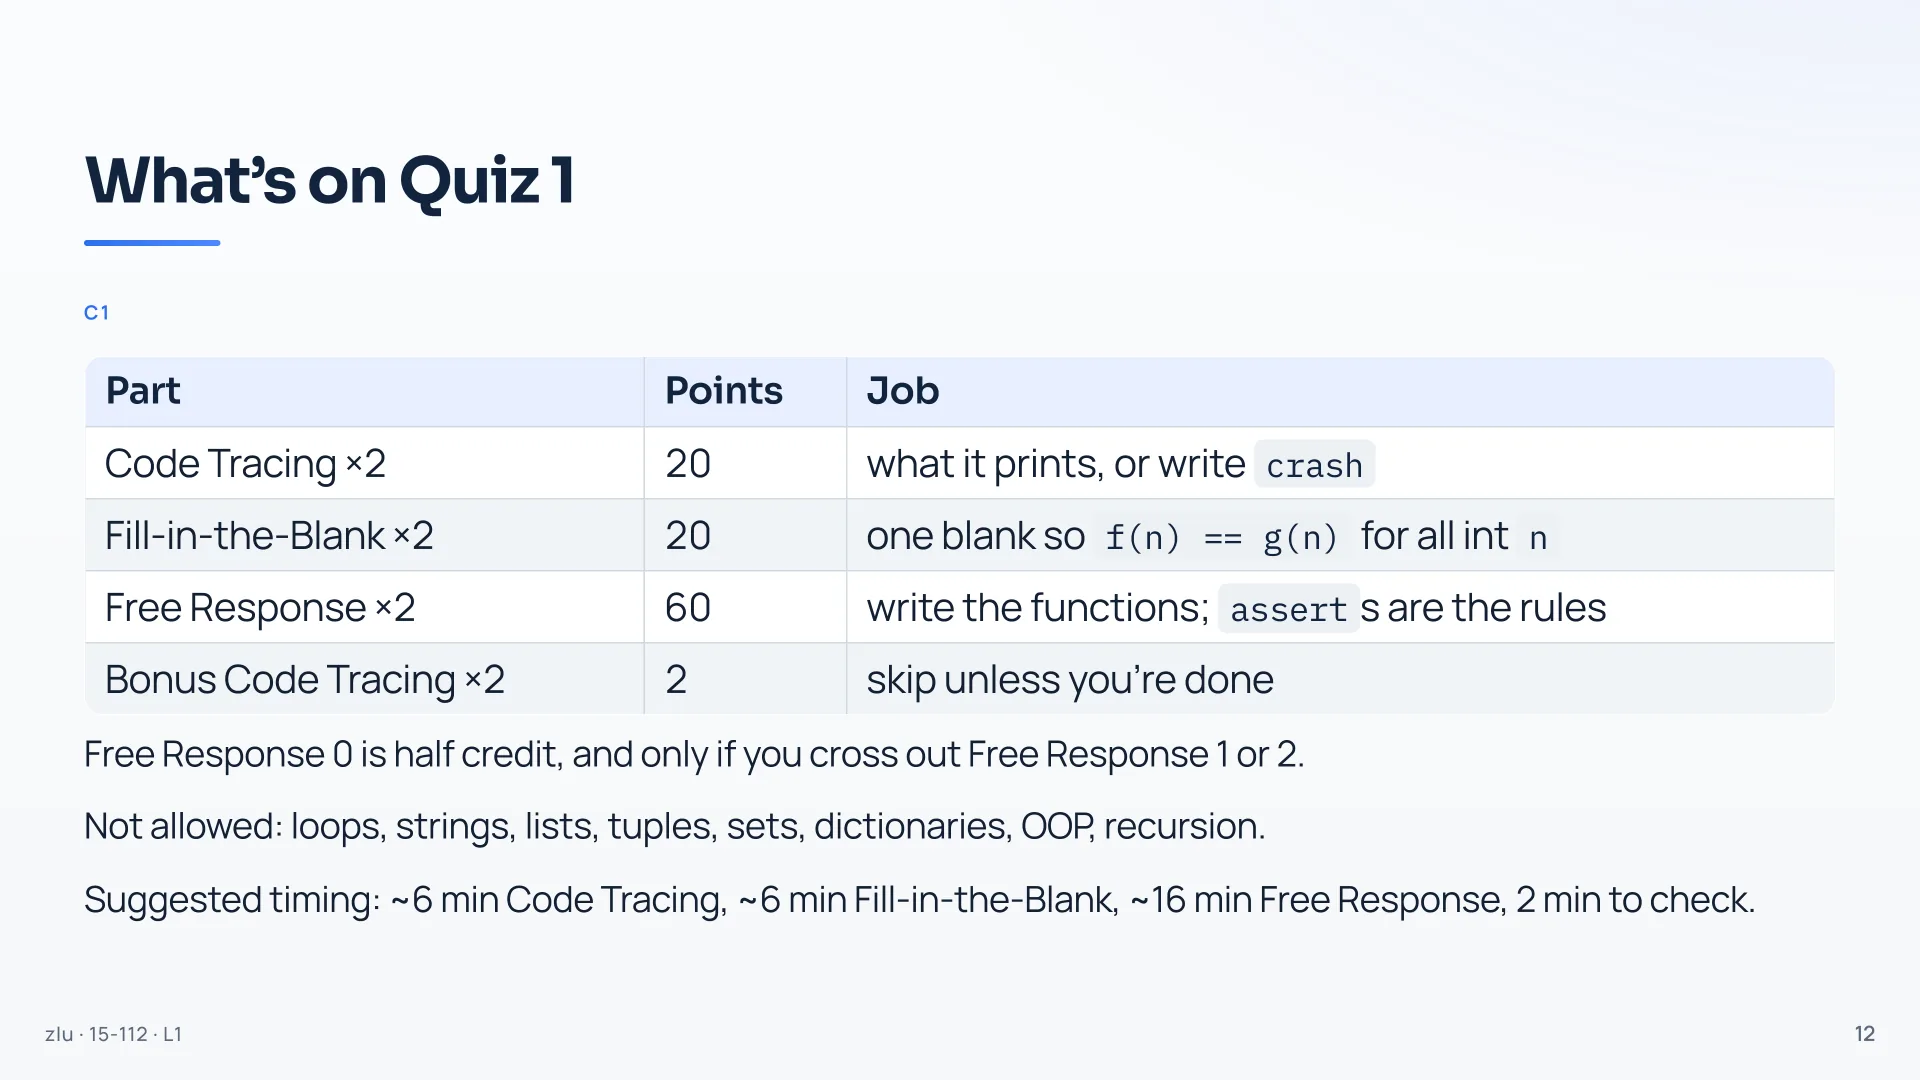 What’s on Quiz 1
C1
Part Points Job
Code Tracing ×2 20 what it prints, or write crash
Fill-in-the-Blank ×2 20 one blank so f(n) == g(n) for all int n
Free Response ×2 60 write the functions; asserts are the rules
Bonus Code Tracing ×2 2 skip unless you’re done
Free Response 0 is half credit, and only if you cross out Free Response 1 or 2.
Not allowed: loops, strings, lists, tuples, sets, dictionaries, OOP, recursion.
Suggested timing: ~6 min Code Tracing, ~6 min Fill-in-the-Blank, ~16 min Free Response, 2 min to check.
zlu · 15-112 · L1
12